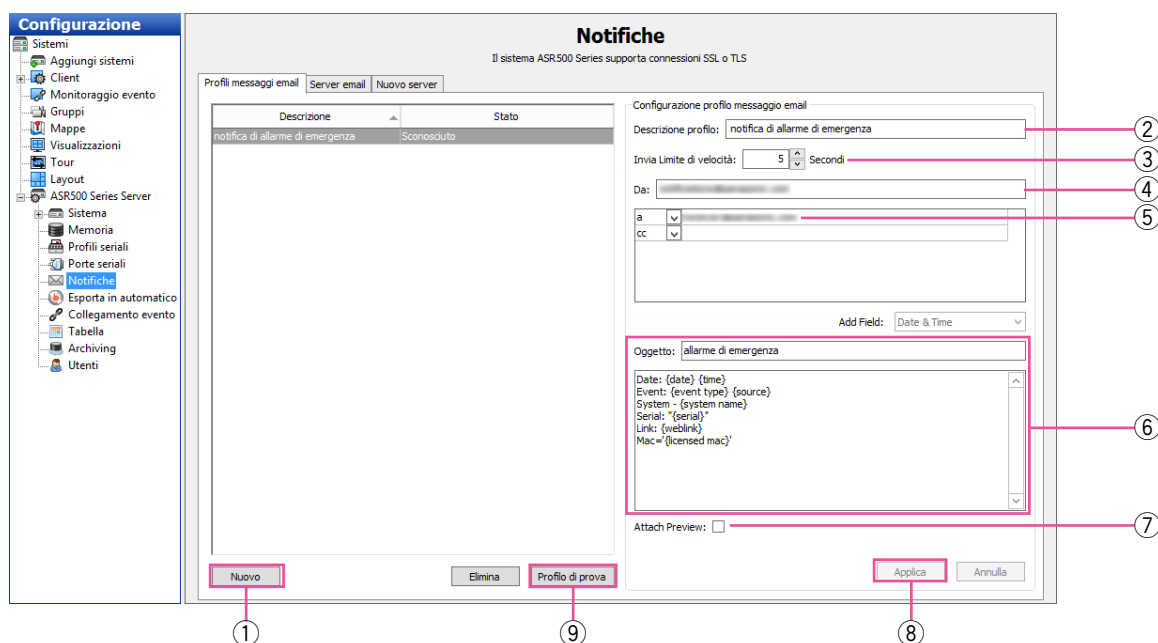 Configurazione
Sistemi
Aggiungi sistemi
Client
Monitoraggio evento
Gruppi
Mappe
Visualizzazioni
Tour
Layout
ASR500 Series Server
Sistema
Memoria
Profili seriali
Porte seriali
Notifiche
Esporta in automatico
Collegamento evento
Tabella
Archiving
Utenti
Notifiche
Il sistema ASR500 Series supporta connessioni SSL o TLS
Profili messaggi email Server email Nuovo server
Descrizione Stato
notifica di allarme di emergenza Sconosciuto
Nuovo Elimina Profilo di prova
Configurazione profilo messaggio email
Descrizione profilo: notifica di allarme di emergenza
Invia Limite di velocità: 5 Secondi
Da:
a
cc
Add Field: Date & Time
Oggetto: allarme di emergenza
Date: {date} {time}
Event: {event type} {source}
System - {system name}
Serial: "{serial}"
Link: {weblink}
Mac='{licensed mac}'
Attach Preview:
Applica Annulla
②
③
④
⑤
⑥
⑦
① ⑨ ⑧